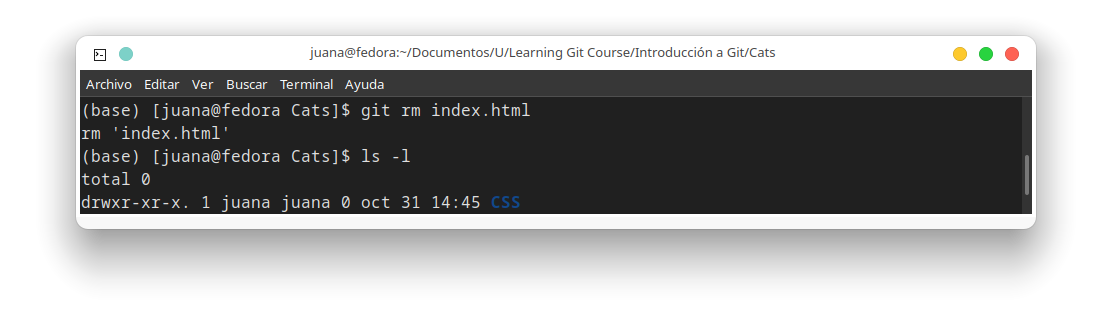 juana@fedora:~/Documentos/U/Learning Git Course/Introducción a Git/Cats
Archivo Editar Ver Buscar Terminal Ayuda
(base) [juana@fedora Cats]$ git rm index.html
rm 'index.html'
(base) [juana@fedora Cats]$ ls -l
total 0
drwxr-xr-x. 1 juana juana 0 oct 31 14:45 CSS